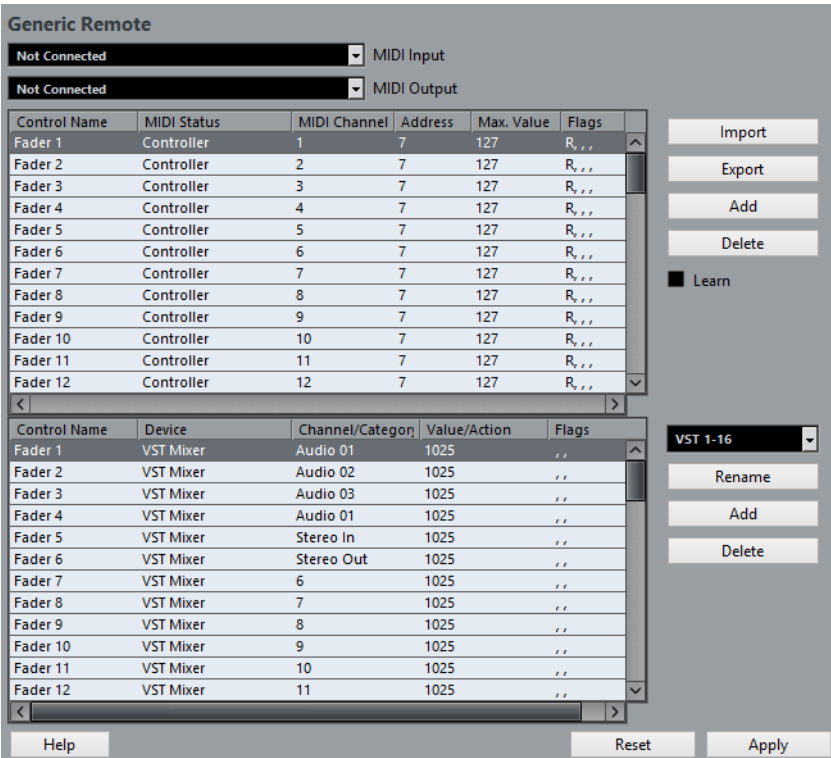 Generic Remote
Not Connected MIDI Input
Not Connected MIDI Output
Control Name MIDI Status MIDI Channel Address Max. Value Flags
Fader 1 Controller 1 7 127 R, , ,
Fader 2 Controller 2 7 127 R, , ,
Fader 3 Controller 3 7 127 R, , ,
Fader 4 Controller 4 7 127 R, , ,
Fader 5 Controller 5 7 127 R, , ,
Fader 6 Controller 6 7 127 R, , ,
Fader 7 Controller 7 7 127 R, , ,
Fader 8 Controller 8 7 127 R, , ,
Fader 9 Controller 9 7 127 R, , ,
Fader 10 Controller 10 7 127 R, , ,
Fader 11 Controller 11 7 127 R, , ,
Fader 12 Controller 12 7 127 R, , ,
Import
Export
Add
Delete
Learn
Control Name Device Channel/Categor Value/Action Flags
Fader 1 VST Mixer Audio 01 1025 , ,
Fader 2 VST Mixer Audio 02 1025 , ,
Fader 3 VST Mixer Audio 03 1025 , ,
Fader 4 VST Mixer Audio 01 1025 , ,
Fader 5 VST Mixer Stereo In 1025 , ,
Fader 6 VST Mixer Stereo Out 1025 , ,
Fader 7 VST Mixer 6 1025 , ,
Fader 8 VST Mixer 7 1025 , ,
Fader 9 VST Mixer 8 1025 , ,
Fader 10 VST Mixer 9 1025 , ,
Fader 11 VST Mixer 10 1025 , ,
Fader 12 VST Mixer 11 1025 , ,
VST 1-16
Rename
Add
Delete
Help Reset Apply